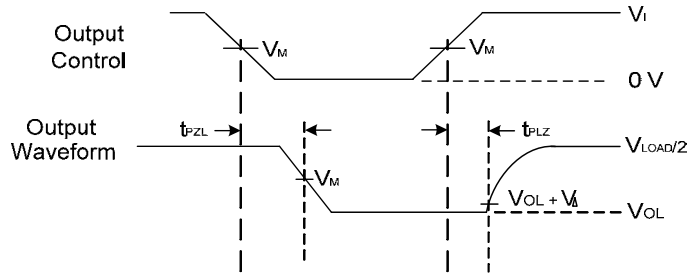 Output
Control
VM
VM
VI
0 V
Output
Waveform
tPZL
tPLZ
VLOAD/2
VM
VOL + VΔ
VOL